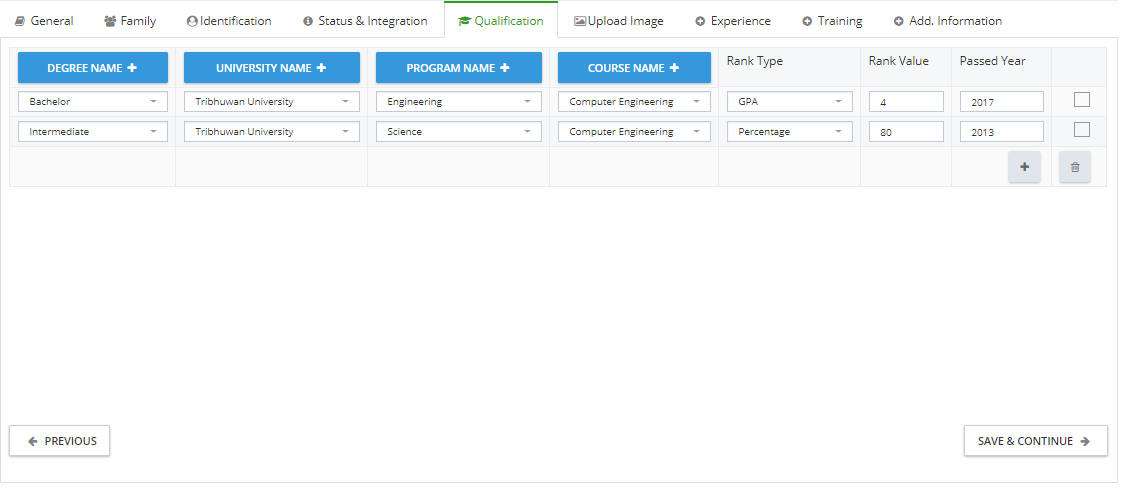 General Family Identification Status & Integration Qualification Upload Image Experience Training Add. Information
DEGREE NAME + UNIVERSITY NAME + PROGRAM NAME + COURSE NAME + Rank Type Rank Value Passed Year
Bachelor Tribhuwan University Engineering Computer Engineering GPA 4 2017
Intermediate Tribhuwan University Science Computer Engineering Percentage 80 2013
PREVIOUS SAVE & CONTINUE